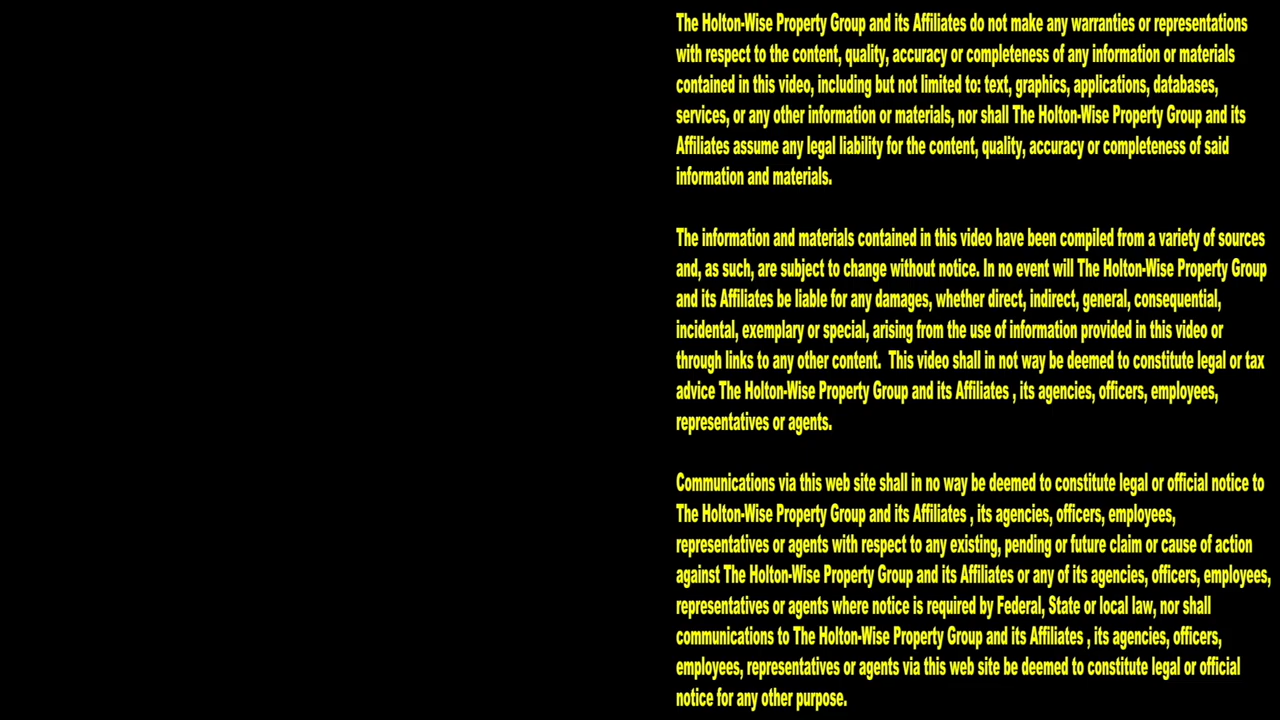 The Holton-Wise Property Group and its Affiliates do not make any warranties or representations
with respect to the content, quality, accuracy or completeness of any information or materials
contained in this video, including but not limited to: text, graphics, applications, databases,
services, or any other information or materials, nor shall The Holton-Wise Property Group and its
Affiliates assume any legal liability for the content, quality, accuracy or completeness of said
information and materials.
The information and materials contained in this video have been compiled from a variety of sources
and, as such, are subject to change without notice. In no event will The Holton-Wise Property Group
and its Affiliates be liable for any damages, whether direct, indirect, general, consequential,
incidental, exemplary or special, arising from the use of information provided in this video or
through links to any other content.  This video shall in not way be deemed to constitute legal or tax
advice The Holton-Wise Property Group and its Affiliates , its agencies, officers, employees,
representatives or agents.
Communications via this web site shall in no way be deemed to constitute legal or official notice to
The Holton-Wise Property Group and its Affiliates , its agencies, officers, employees,
representatives or agents with respect to any existing, pending or future claim or cause of action
against The Holton-Wise Property Group and its Affiliates or any of its agencies, officers, employees,
representatives or agents where notice is required by Federal, State or local law, nor shall
communications to The Holton-Wise Property Group and its Affiliates , its agencies, officers,
employees, representatives or agents via this web site be deemed to constitute legal or official
notice for any other purpose.